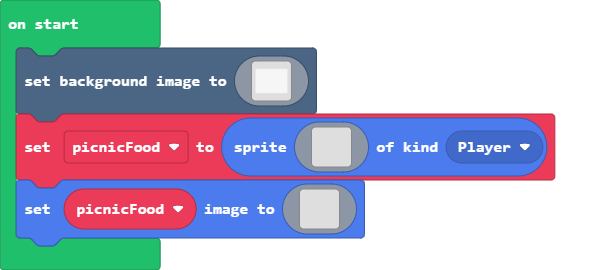 on start
set background image to
set picnicFood to sprite of kind Player
set picnicFood image to